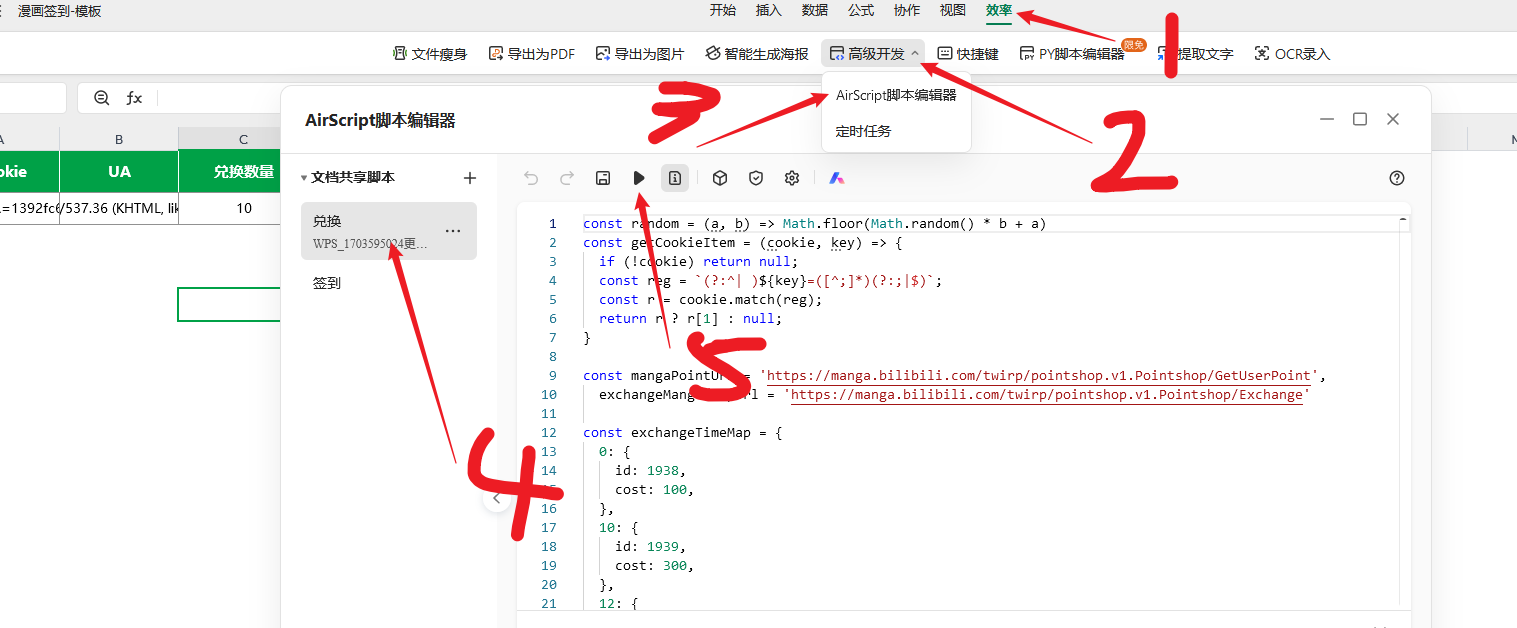 漫画签到-模板
开始 插入 数据 公式 协作 视图 效率
文件瘦身 导出为PDF 导出为图片 智能生成海报 高级开发 快捷键 PY脚本编辑器 限免 提取文字 OCR录入
AirScript脚本编辑器
定时任务
fx
AirScript脚本编辑器
A B C
okie UA 兑换数量
.=1392fc6 /537.36 (KHTML, lik 10
文档共享脚本
兑换
WPS_1703595024更...
签到
1 const random = (a, b) => Math.floor(Math.random() * b + a)
2 const getCookieItem = (cookie, key) => {
3 if (!cookie) return null;
4 const reg = `(?:^| )${key}=([^;]*)(?:;|$)`;
5 const r = cookie.match(reg);
6 return r ? r[1] : null;
7 }
8
9 const mangaPointU = 'https://manga.bilibili.com/twirp/pointshop.v1.Pointshop/GetUserPoint',
10 exchangeMang rl = 'https://manga.bilibili.com/twirp/pointshop.v1.Pointshop/Exchange'
11
12 const exchangeTimeMap = {
13 0: {
14 id: 1938,
cost: 100,
16 },
17 10: {
18 id: 1939,
19 cost: 300,
20 },
21 12: {
1
2
3
4
5